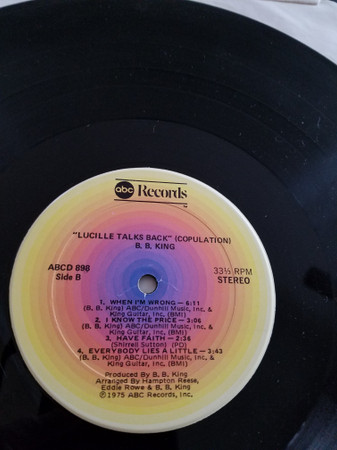 abc Records
"LUCILLE TALKS BACK" (COPULATION)
B. B. KING
ABCD 898
Side B
33⅓ RPM
STEREO
1. WHEN I'M WRONG — 6:11
(B. B. King) ABC/Dunhill Music, Inc. &
King Guitar, Inc. (BMI)
2. I KNOW THE PRICE — 3:06
(B. B. King) ABC/Dunhill Music, Inc. &
King Guitar, Inc. (BMI)
3. HAVE FAITH — 2:36
(Shirrell Sutton) (PD)
4. EVERYBODY LIES A LITTLE — 3:43
(B. B. King) ABC/Dunhill Music, Inc. &
King Guitar, Inc. (BMI)
Produced By B. B. King
Arranged By Hampton Reese,
Eddie Rowe & B. B. King
©1975 ABC Records, Inc.